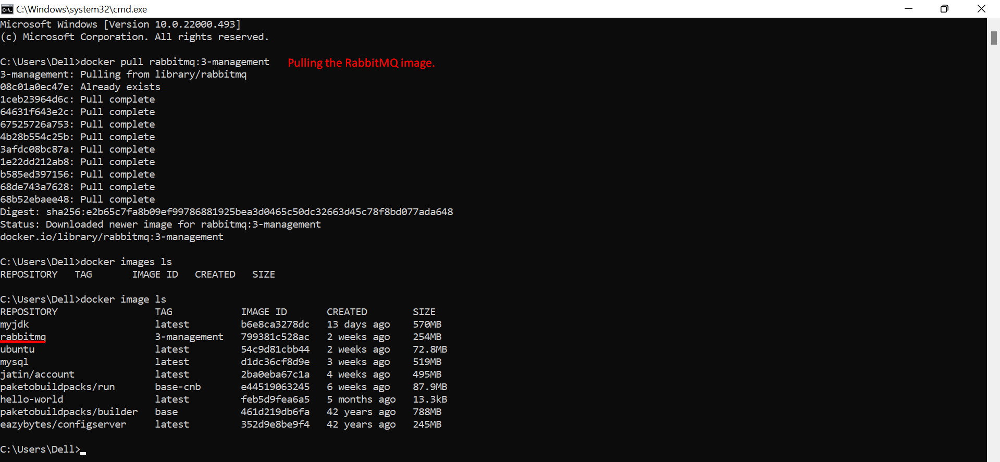 C:\Windows\system32\cmd.exe
Microsoft Windows [Version 10.0.22000.493]
(c) Microsoft Corporation. All rights reserved.
C:\Users\Dell>docker pull rabbitmq:3-management Pulling the RabbitMQ image.
3-management: Pulling from library/rabbitmq
08c01a0ec47e: Already exists
1ceb23964d6c: Pull complete
64631f643e2c: Pull complete
67525726a753: Pull complete
4b28b554c25b: Pull complete
3afdc08bc87a: Pull complete
1e22dd212ab8: Pull complete
b585ed397156: Pull complete
68de743a7628: Pull complete
68b52ebaee48: Pull complete
Digest: sha256:e2b65c7fa8b09ef99786881925bea3d0465c50dc32663d45c78f8bd077ada648
Status: Downloaded newer image for rabbitmq:3-management
docker.io/library/rabbitmq:3-management
C:\Users\Dell>docker images ls
REPOSITORY TAG IMAGE ID CREATED SIZE
C:\Users\Dell>docker image ls
REPOSITORY TAG IMAGE ID CREATED SIZE
myjdk latest b6e8ca3278dc 13 days ago 570MB
rabbitmq 3-management 799381c528ac 2 weeks ago 254MB
ubuntu latest 54c9d81cbb44 2 weeks ago 72.8MB
mysql latest d1dc36cf8d9e 3 weeks ago 519MB
jatin/account latest 2ba0eba67c1a 4 weeks ago 495MB
paketobuildpacks/run base-cnb e44519063245 6 weeks ago 87.9MB
hello-world latest feb5d9fea6a5 5 months ago 13.3kB
paketobuildpacks/builder base 461d219db6fa 42 years ago 788MB
eazybytes/configserver latest 352d9e8be9f4 42 years ago 245MB
C:\Users\Dell>